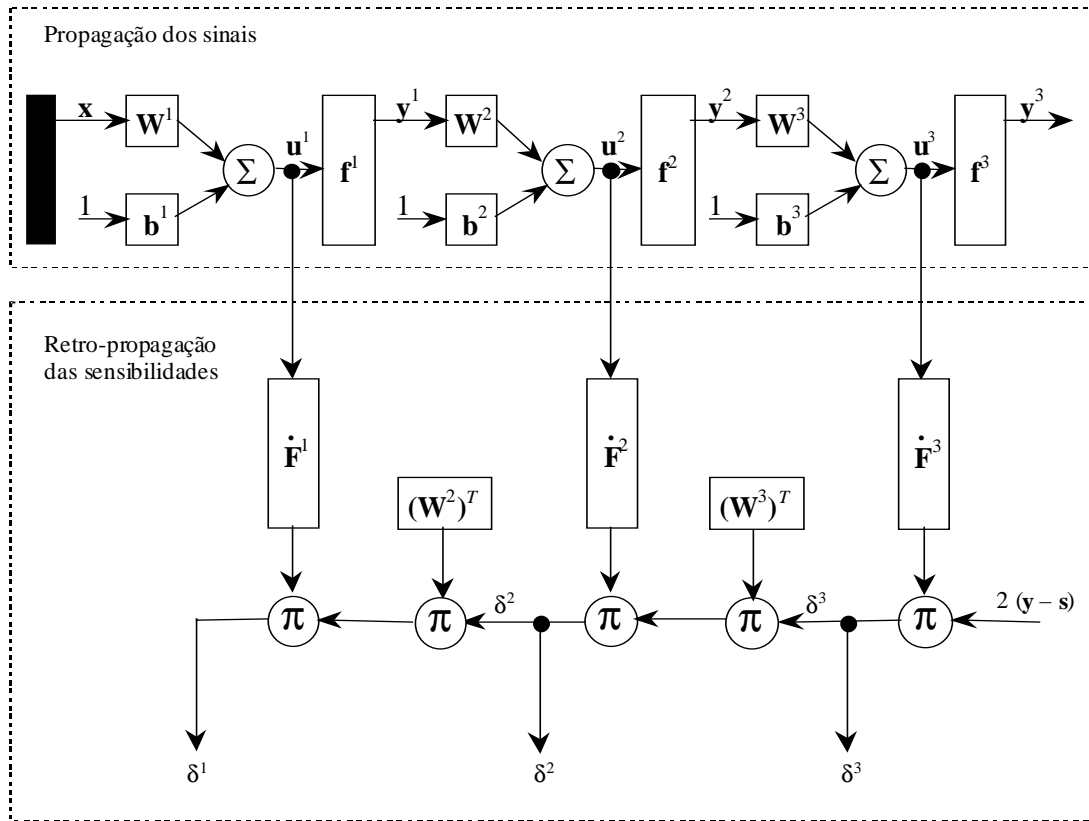 Propagação dos sinais
x W¹ u¹ f¹ y¹ W² u² f² y² W³ u³ f³ y³
Σ Σ Σ
1 b¹ 1 b² 1 b³
Retro-propagação
das sensibilidades
Ḟ¹ Ḟ² Ḟ³
(W²)ᵀ (W³)ᵀ
π π δ² π π δ³ π 2 (y – s)
δ¹ δ² δ³